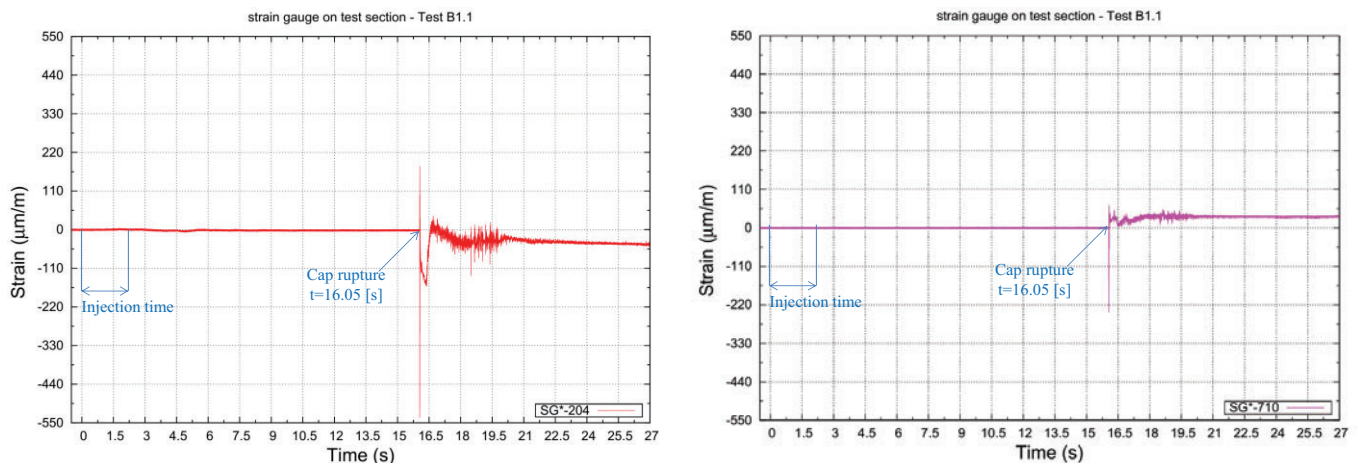 strain gauge on test section - Test B1.1
550
440
330
220
110
0
-110
-220
-330
-440
-550
Strain (μm/m)
Cap rupture
t=16.05 [s]
Injection time
SG*-204
0 1.5 3 4.5 6 7.5 9 10.5 12 13.5 15 16.5 18 19.5 21 22.5 24 25.5 27
Time (s)
strain gauge on test section - Test B1.1
550
440
330
220
110
0
-110
-220
-330
-440
-550
Strain (μm/m)
Cap rupture
t=16.05 [s]
Injection time
SG*-710
0 1.5 3 4.5 6 7.5 9 10.5 12 13.5 15 16.5 18 19.5 21 22.5 24 25.5 27
Time (s)